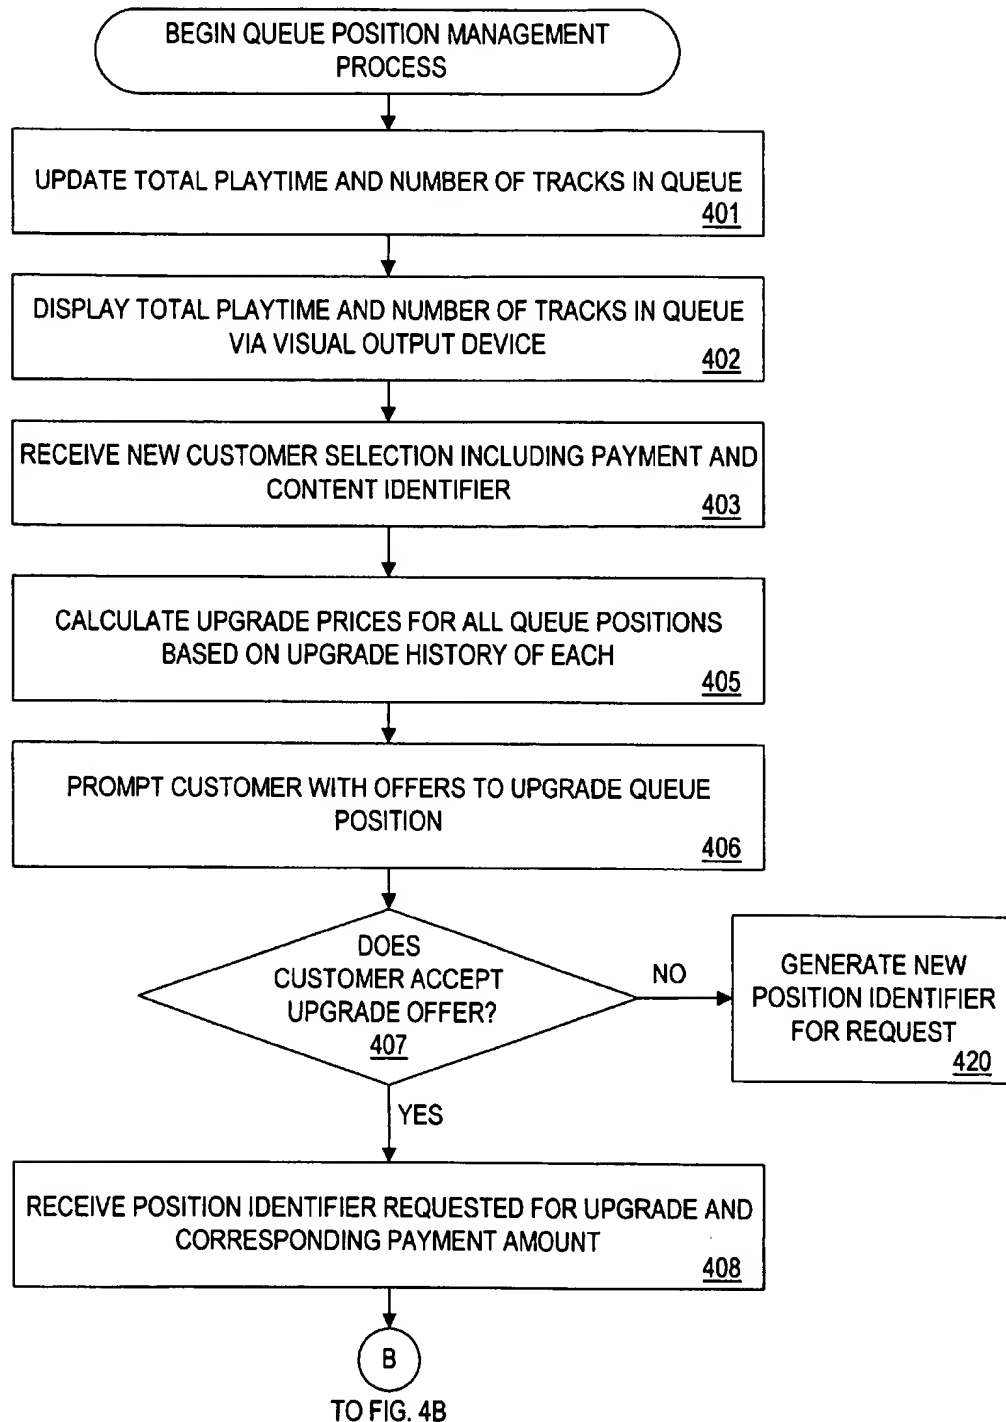 BEGIN QUEUE POSITION MANAGEMENT
PROCESS
UPDATE TOTAL PLAYTIME AND NUMBER OF TRACKS IN QUEUE
401
DISPLAY TOTAL PLAYTIME AND NUMBER OF TRACKS IN QUEUE
VIA VISUAL OUTPUT DEVICE
402
RECEIVE NEW CUSTOMER SELECTION INCLUDING PAYMENT AND
CONTENT IDENTIFIER
403
CALCULATE UPGRADE PRICES FOR ALL QUEUE POSITIONS
BASED ON UPGRADE HISTORY OF EACH
405
PROMPT CUSTOMER WITH OFFERS TO UPGRADE QUEUE
POSITION
406
DOES
CUSTOMER ACCEPT
UPGRADE OFFER?
407
NO
GENERATE NEW
POSITION IDENTIFIER
FOR REQUEST
420
YES
RECEIVE POSITION IDENTIFIER REQUESTED FOR UPGRADE AND
CORRESPONDING PAYMENT AMOUNT
408
B
TO FIG. 4B